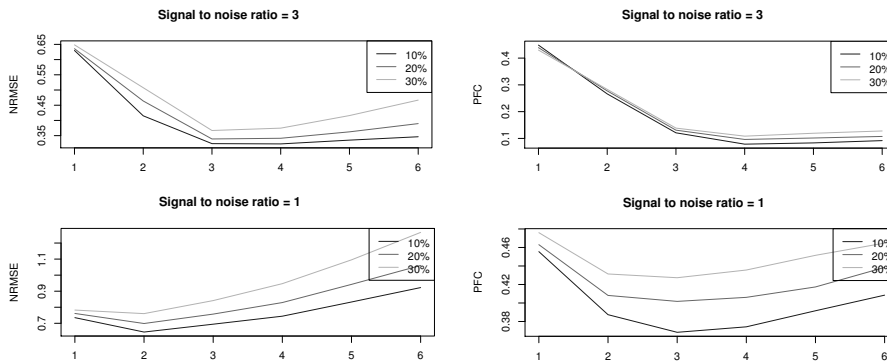 Signal to noise ratio = 3
NRMSE
0.65
0.55
0.45
0.35
10%
20%
30%
1 2 3 4 5 6
Signal to noise ratio = 3
PFC
0.4
0.3
0.2
0.1
10%
20%
30%
1 2 3 4 5 6
Signal to noise ratio = 1
NRMSE
1.1
0.9
0.7
10%
20%
30%
1 2 3 4 5 6
Signal to noise ratio = 1
PFC
0.46
0.42
0.38
10%
20%
30%
1 2 3 4 5 6